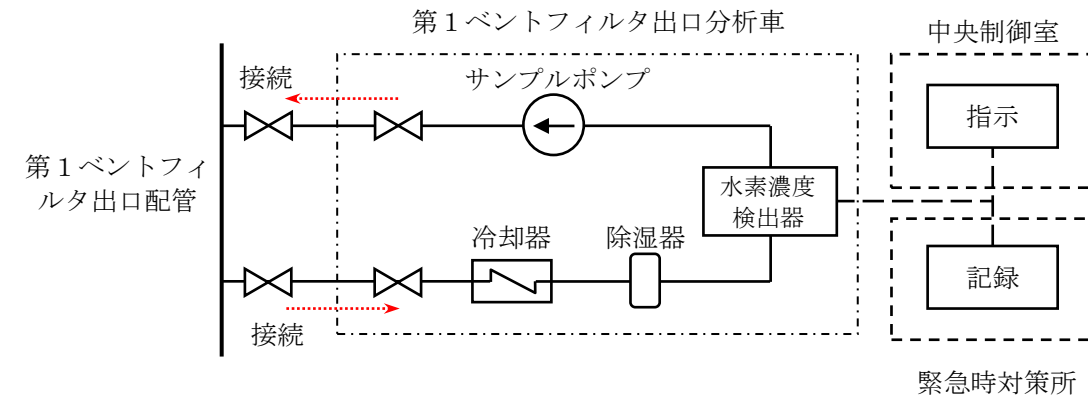 第１ベントフィルタ出口分析車
中央制御室
接続
サンプルポンプ
指示
第１ベントフィ
ルタ出口配管
水素濃度
検出器
冷却器
除湿器
記録
接続
緊急時対策所